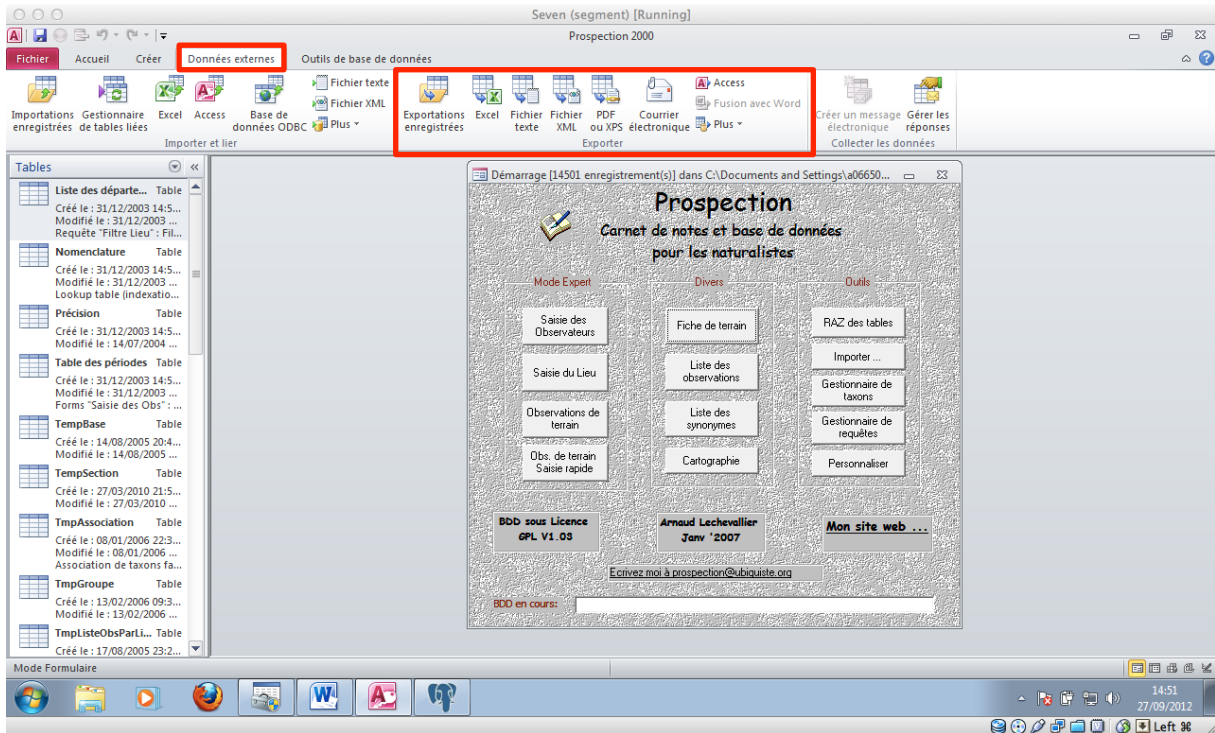 Seven (segment) [Running]
Prospection 2000
Fichier Accueil Créer Données externes Outils de base de données
Importations enregistrées
Gestionnaire de tables liées
Excel
Access
Base de données ODBC
Fichier texte
Fichier XML
Plus
Importer et lier
Exportations enregistrées
Excel
Fichier texte
Fichier XML
PDF ou XPS
Courrier électronique
Access
Fusion avec Word
Plus
Exporter
Créer un message électronique
Gérer les réponses
Collecter les données
Tables
Liste des départe... Table
Créé le : 31/12/2003 14:5...
Modifié le : 31/12/2003 ...
Requête "Filtre Lieu" : Fil...
Nomenclature Table
Créé le : 31/12/2003 14:5...
Modifié le : 31/12/2003 ...
Lookup table (indexatio...
Précision Table
Créé le : 31/12/2003 14:5...
Modifié le : 14/07/2004 ...
Table des périodes Table
Créé le : 31/12/2003 14:5...
Modifié le : 31/12/2003 ...
Forms "Saisie des Obs" : ...
TempBase Table
Créé le : 14/08/2005 20:4...
Modifié le : 14/08/2005 ...
TempSection Table
Créé le : 27/03/2010 21:5...
Modifié le : 27/03/2010 ...
TmpAssociation Table
Créé le : 08/01/2006 22:3...
Modifié le : 08/01/2006 ...
Association de taxons fa...
TmpGroupe Table
Créé le : 13/02/2006 09:3...
Modifié le : 13/02/2006 ...
TmpListeObsParLi... Table
Créé le : 17/08/2005 23:2...
Démarrage [14501 enregistrement(s)] dans C:\Documents and Settings\a06650...
Prospection
Carnet de notes et base de données
pour les naturalistes
Mode Expert
Saisie des
Observateurs
Saisie du Lieu
Observations de
terrain
Obs. de terrain
Saisie rapide
Divers
Fiche de terrain
Liste des
observations
Liste des
synonymes
Cartographie
Outils
RAZ des tables
Importer ...
Gestionnaire de
taxons
Gestionnaire de
requêtes
Personnaliser
BDD sous Licence
GPL V1.03
Arnaud Lechevallier
Janv '2007
Mon site web ...
Ecrivez moi à prospection@ubiquiste.org
BDD en cours:
Mode Formulaire
14:51
27/09/2012
Left ⌘